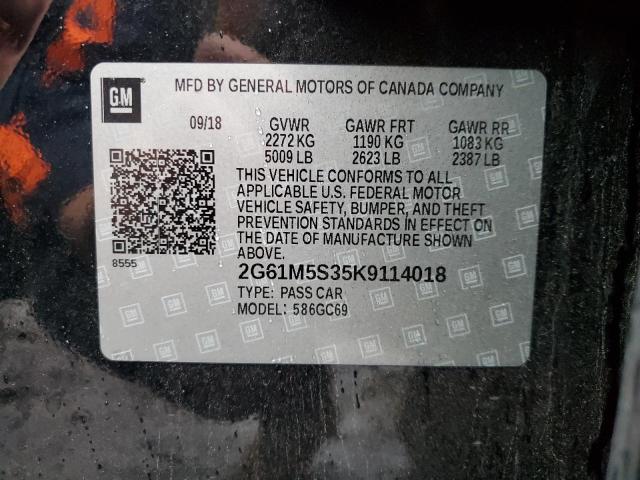 GM
MFD BY GENERAL MOTORS OF CANADA COMPANY
09/18 GVWR GAWR FRT GAWR RR
2272 KG 1190 KG 1083 KG
5009 LB 2623 LB 2387 LB
THIS VEHICLE CONFORMS TO ALL
APPLICABLE U.S. FEDERAL MOTOR
VEHICLE SAFETY, BUMPER, AND THEFT
PREVENTION STANDARDS IN EFFECT ON
THE DATE OF MANUFACTURE SHOWN
ABOVE.
8555
2G61M5S35K9114018
TYPE: PASS CAR
MODEL: 586GC69